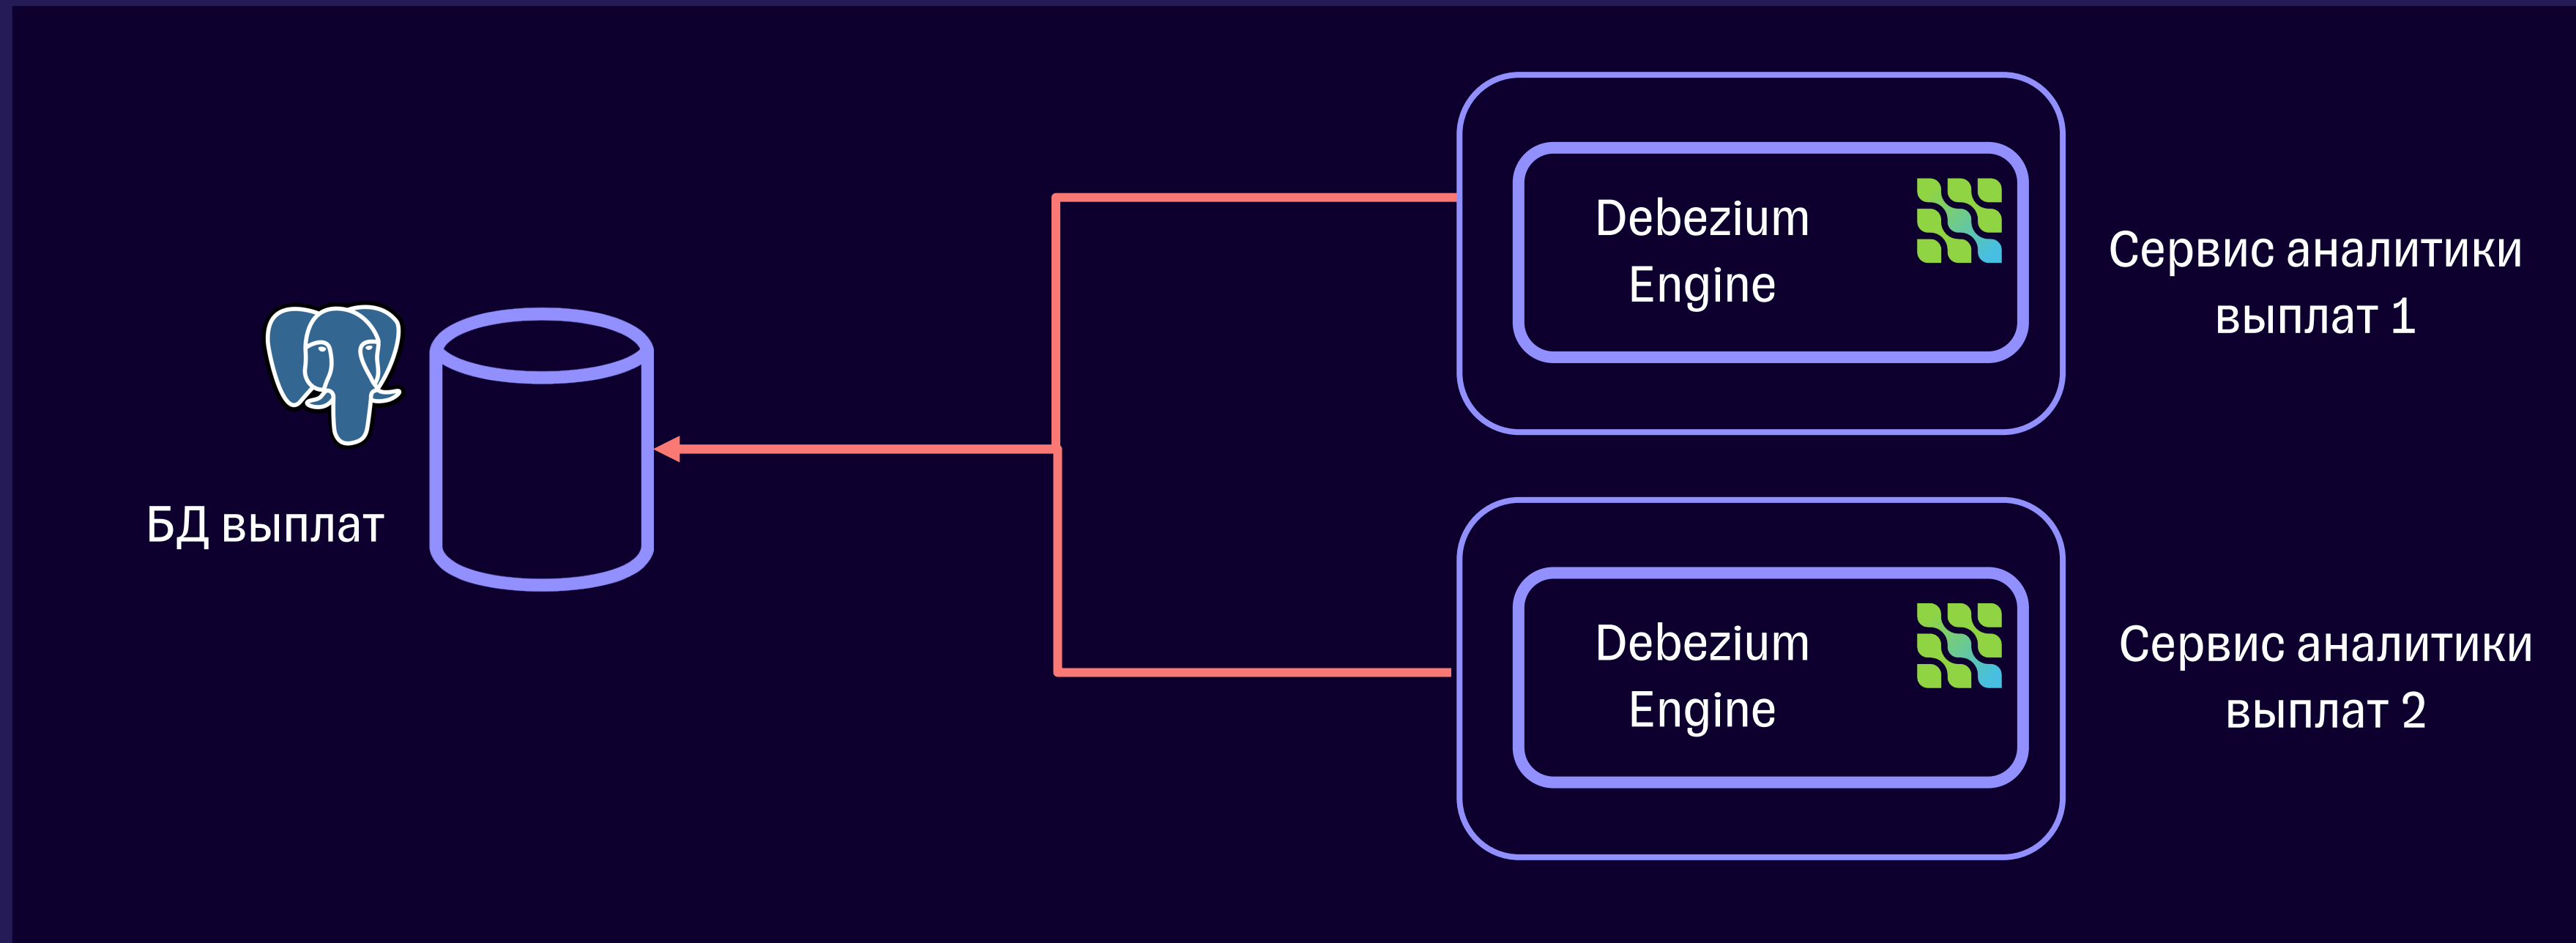 БД выплат
Debezium
Engine
Сервис аналитики
выплат 1
Debezium
Engine
Сервис аналитики
выплат 2